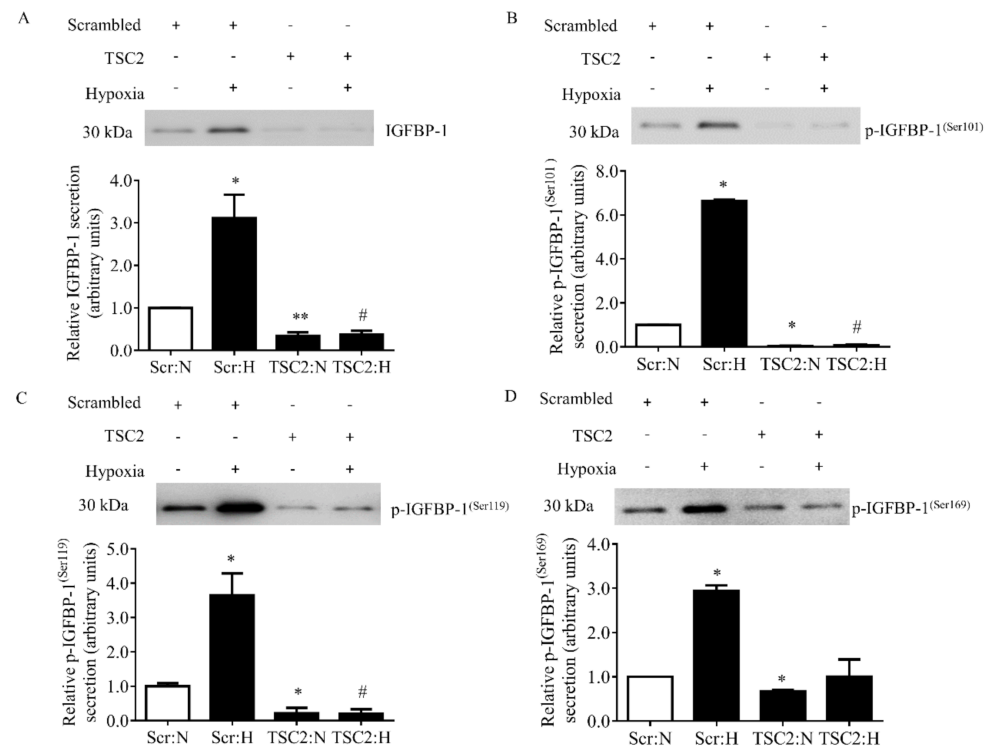 A
Scrambled + + - -
TSC2 - - + +
Hypoxia - + - +
30 kDa IGFBP-1
Relative IGFBP-1 secretion
(arbitrary units)
4.0
3.0
2.0
1.0
0.0
*
**
#
Scr:N Scr:H TSC2:N TSC2:H
B
Scrambled + + - -
TSC2 - - + +
Hypoxia - + - +
30 kDa p-IGFBP-1(Ser101)
Relative p-IGFBP-1(Ser101)
secretion (arbitrary units)
8.0
6.0
4.0
2.0
0.0
*
*
#
Scr:N Scr:H TSC2:N TSC2:H
C
Scrambled + + - -
TSC2 - - + +
Hypoxia - + - +
30 kDa p-IGFBP-1(Ser119)
Relative p-IGFBP-1(Ser119)
secretion (arbitrary units)
5.0
4.0
3.0
2.0
1.0
0.0
*
*
#
Scr:N Scr:H TSC2:N TSC2:H
D
Scrambled + + - -
TSC2 - - + +
Hypoxia - + - +
30 kDa p-IGFBP-1(Ser169)
Relative p-IGFBP-1(Ser169)
secretion (arbitrary units)
4.0
3.0
2.0
1.0
0.0
*
*
Scr:N Scr:H TSC2:N TSC2:H